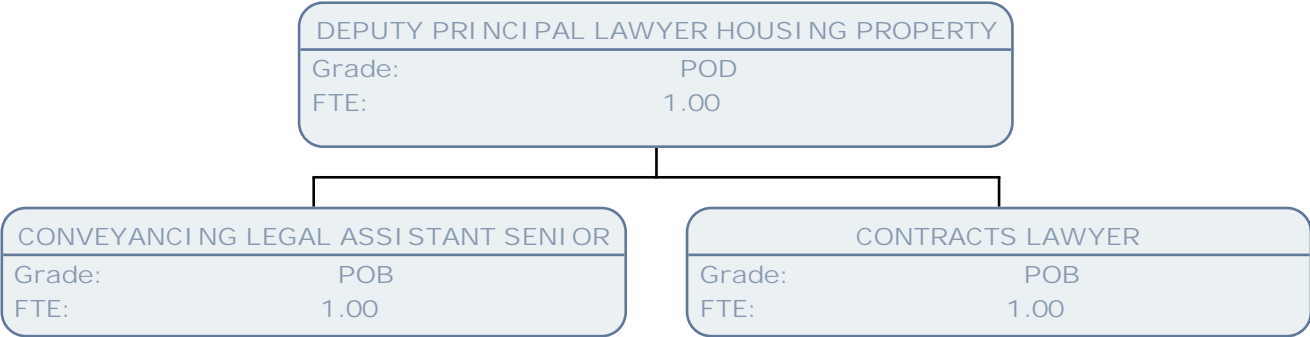 DEPUTY PRINCIPAL LAWYER HOUSING PROPERTY
Grade: POD
FTE: 1.00
CONVEYANCING LEGAL ASSISTANT SENIOR
Grade: POB
FTE: 1.00
CONTRACTS LAWYER
Grade: POB
FTE: 1.00